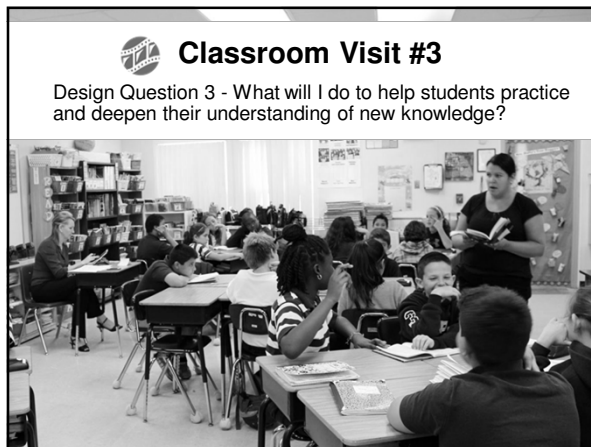 Classroom Visit #3
Design Question 3 - What will I do to help students practice
and deepen their understanding of new knowledge?